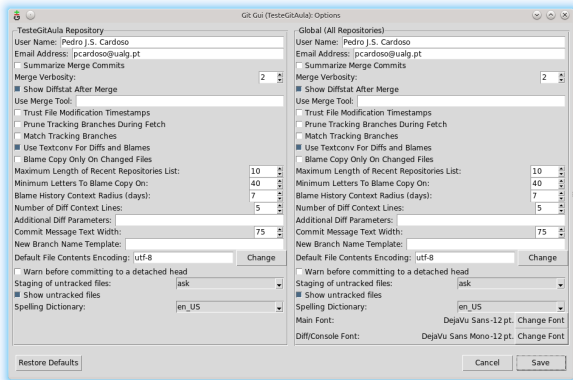 Git Gui (TesteGitAula): Options
TesteGitAula Repository
User Name: Pedro J.S. Cardoso
Email Address: pcardoso@ualg.pt
Summarize Merge Commits
Merge Verbosity: 2
Show Diffstat After Merge
Use Merge Tool:
Trust File Modification Timestamps
Prune Tracking Branches During Fetch
Match Tracking Branches
Use Textconv For Diffs and Blames
Blame Copy Only On Changed Files
Maximum Length of Recent Repositories List: 10
Minimum Letters To Blame Copy On: 40
Blame History Context Radius (days): 7
Number of Diff Context Lines: 5
Additional Diff Parameters:
Commit Message Text Width: 75
New Branch Name Template:
Default File Contents Encoding: utf-8 Change
Warn before committing to a detached head
Staging of untracked files: ask
Show untracked files
Spelling Dictionary: en_US
Global (All Repositories)
User Name: Pedro J.S. Cardoso
Email Address: pcardoso@ualg.pt
Summarize Merge Commits
Merge Verbosity: 2
Show Diffstat After Merge
Use Merge Tool:
Trust File Modification Timestamps
Prune Tracking Branches During Fetch
Match Tracking Branches
Use Textconv For Diffs and Blames
Blame Copy Only On Changed Files
Maximum Length of Recent Repositories List: 10
Minimum Letters To Blame Copy On: 40
Blame History Context Radius (days): 7
Number of Diff Context Lines: 5
Additional Diff Parameters:
Commit Message Text Width: 75
New Branch Name Template:
Default File Contents Encoding: utf-8 Change
Warn before committing to a detached head
Staging of untracked files: ask
Show untracked files
Spelling Dictionary: en_US
Main Font: DejaVu Sans-12 pt. Change Font
Diff/Console Font: DejaVu Sans Mono-12 pt. Change Font
Restore Defaults Cancel Save